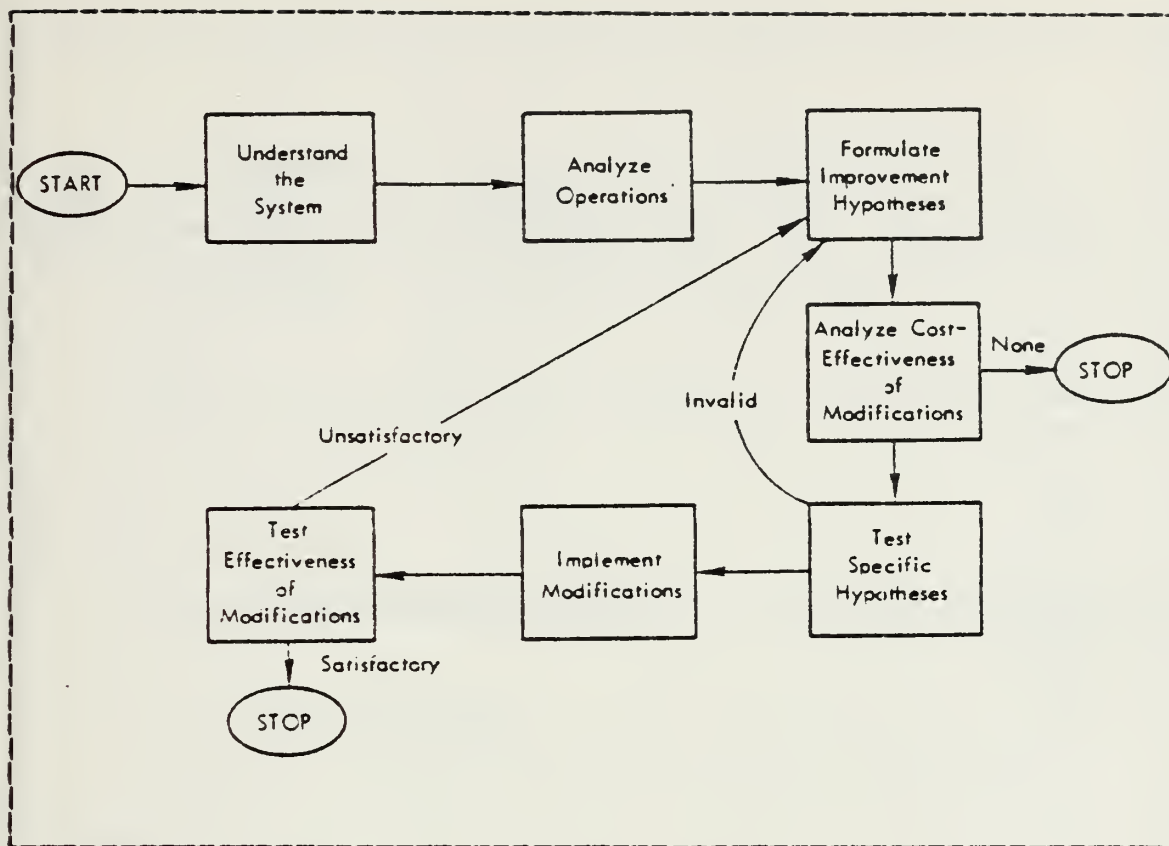 START
Understand
the
System
Analyze
Operations
Formulate
Improvement
Hypotheses
Analyze Cost-
Effectiveness
of
Modifications
None
STOP
Invalid
Unsatisfactory
Test
Specific
Hypotheses
Implement
Modifications
Test
Effectiveness
of
Modifications
Satisfactory
STOP